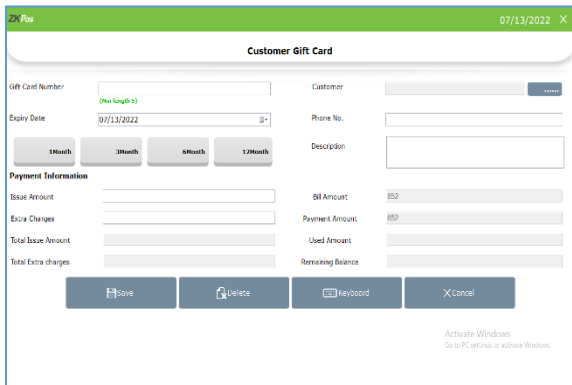 ZKPos 07/13/2022 X
Customer Gift Card
Gift Card Number Customer ......
(Min length 5)
Expiry Date 07/13/2022 Phone No.
1Month 3Month 6Month 12Month Description
Payment Information
Issue Amount Bill Amount 852
Extra Charges Payment Amount 852
Total Issue Amount Used Amount
Total Extra charges Remaining Balance
Save Delete Keyboard Cancel
Activate Windows
Go to PC settings to activate Windows.